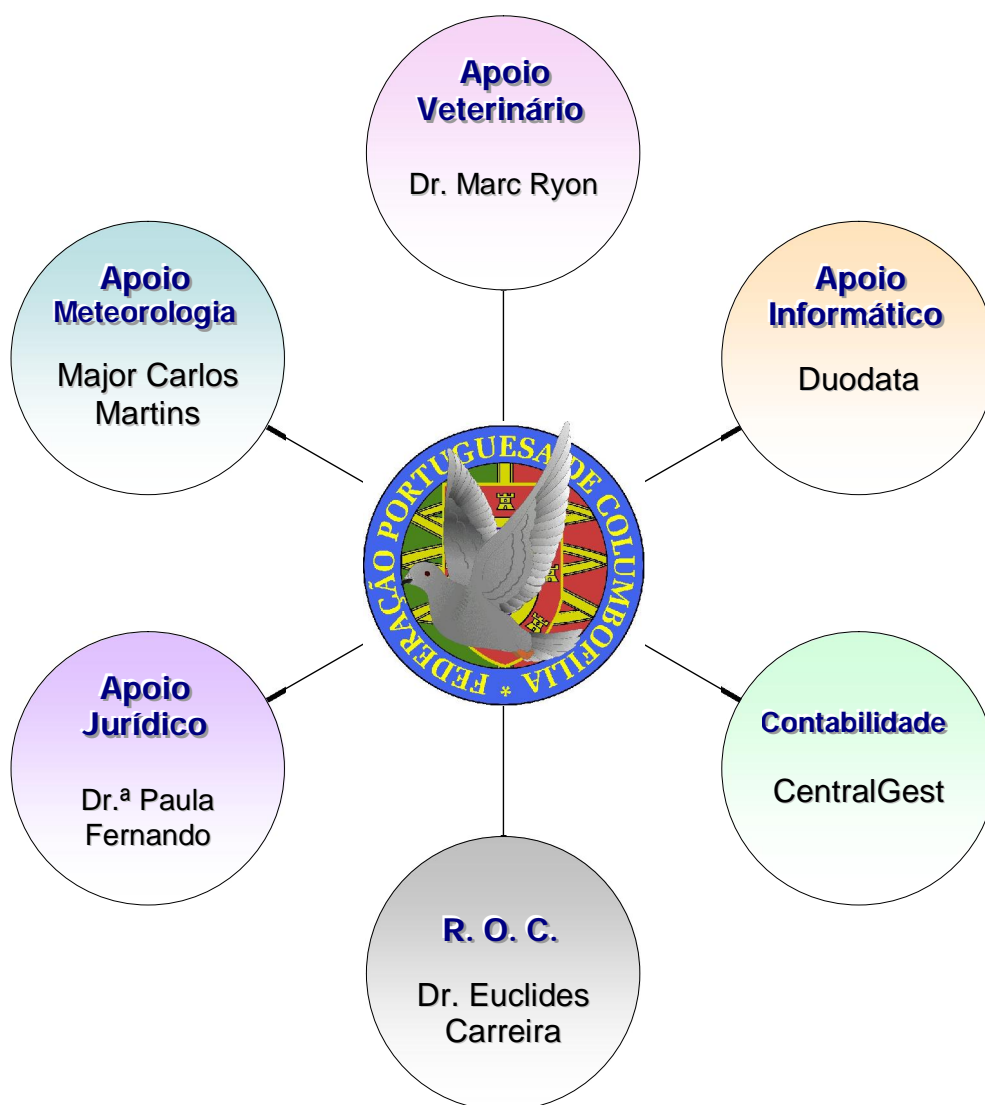 Apoio
Veterinário
Dr. Marc Ryon
Apoio
Meteorologia
Major Carlos
Martins
Apoio
Informático
Duodata
FEDERAÇÃO PORTUGUESA DE COLUMBOFILIA *
Apoio
Jurídico
Dr.ª Paula
Fernando
Contabilidade
CentralGest
R. O. C.
Dr. Euclides
Carreira